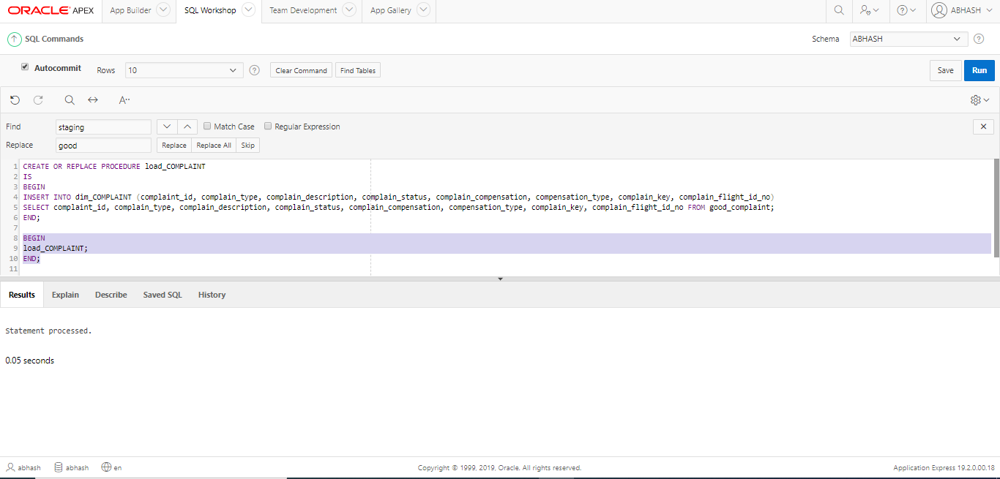 ORACLE® APEX App Builder SQL Workshop Team Development App Gallery ABHASH
SQL Commands Schema ABHASH
Autocommit Rows 10 Clear Command Find Tables Save Run
A
Find staging Match Case Regular Expression
Replace good Replace Replace All Skip
1 CREATE OR REPLACE PROCEDURE load_COMPLAINT
2 IS
3 BEGIN
4 INSERT INTO dim_COMPLAINT (complaint_id, complain_type, complain_description, complain_status, complain_compensation, compensation_type, complain_key, complain_flight_id_no)
5 SELECT complaint_id, complain_type, complain_description, complain_status, complain_compensation, compensation_type, complain_key, complain_flight_id_no FROM good_complaint;
6 END;
7
8 BEGIN
9 load_COMPLAINT;
10 END;
11
Results Explain Describe Saved SQL History
Statement processed.
0.05 seconds
abhash abhash en Copyright © 1999, 2019, Oracle. All rights reserved. Application Express 19.2.0.00.18